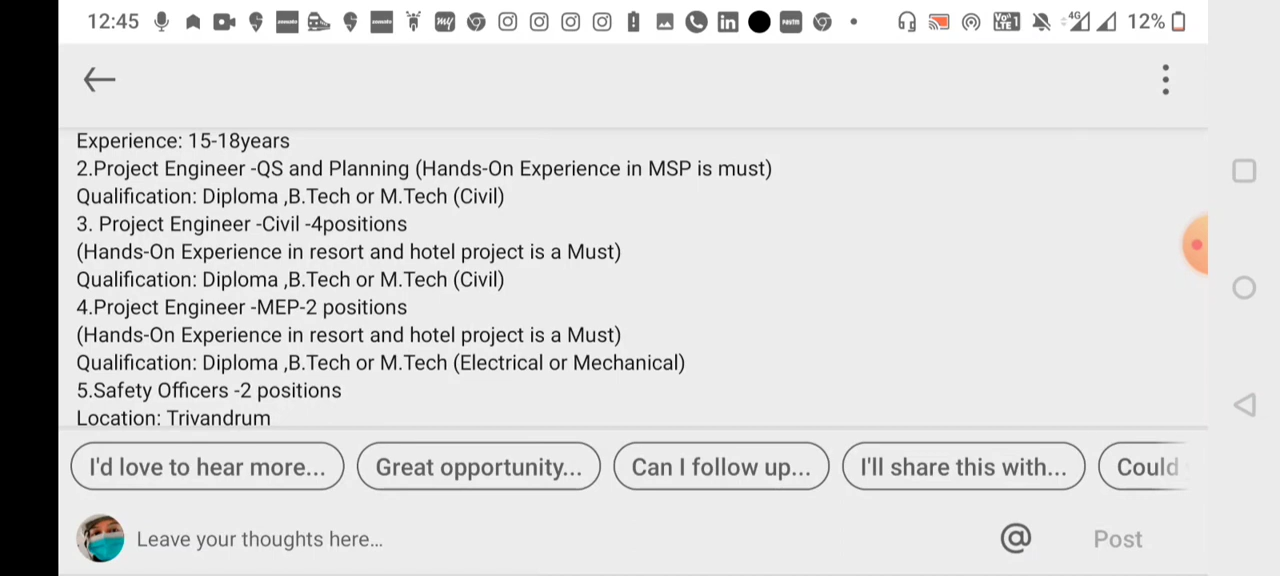 12:45
12%
Experience: 15-18years
2.Project Engineer -QS and Planning (Hands-On Experience in MSP is must)
Qualification: Diploma ,B.Tech or M.Tech (Civil)
3. Project Engineer -Civil -4positions
(Hands-On Experience in resort and hotel project is a Must)
Qualification: Diploma ,B.Tech or M.Tech (Civil)
4.Project Engineer -MEP-2 positions
(Hands-On Experience in resort and hotel project is a Must)
Qualification: Diploma ,B.Tech or M.Tech (Electrical or Mechanical)
5.Safety Officers -2 positions
Location: Trivandrum
I'd love to hear more... Great opportunity... Can I follow up... I'll share this with... Could
Leave your thoughts here... @ Post